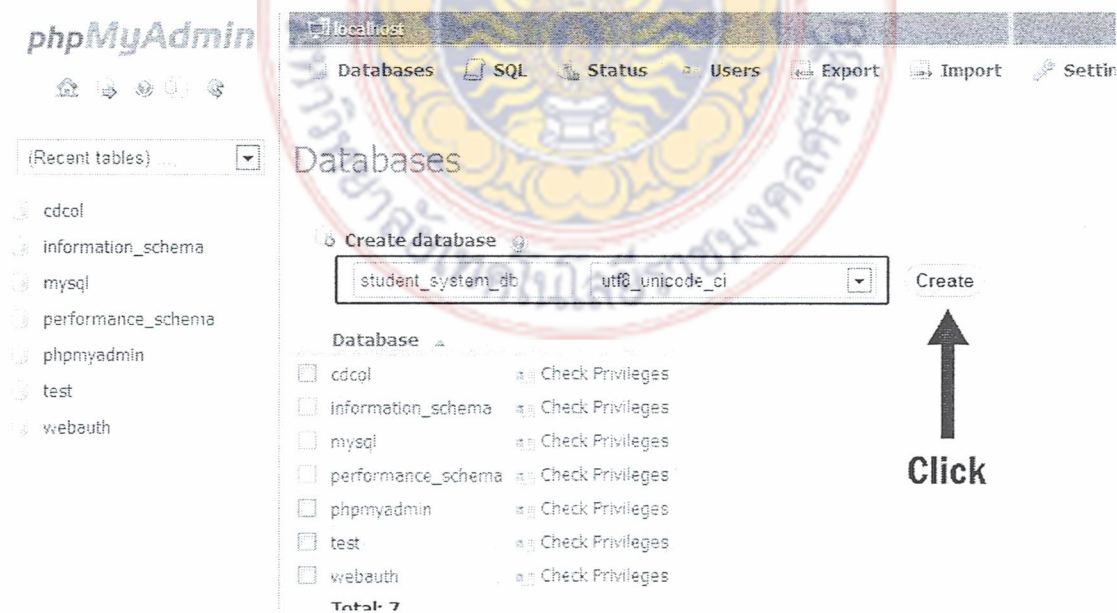 phpMyAdmin
(Recent tables) ...
cdcol
information_schema
mysql
performance_schema
phpmyadmin
test
webauth
localhost
Databases SQL Status Users Export Import Settin
Databases
Create database
student_system_db utf8_unicode_ci Create
Database
cdcol Check Privileges
information_schema Check Privileges
mysql Check Privileges
performance_schema Check Privileges
phpmyadmin Check Privileges
test Check Privileges
webauth Check Privileges
Total: 7
Click